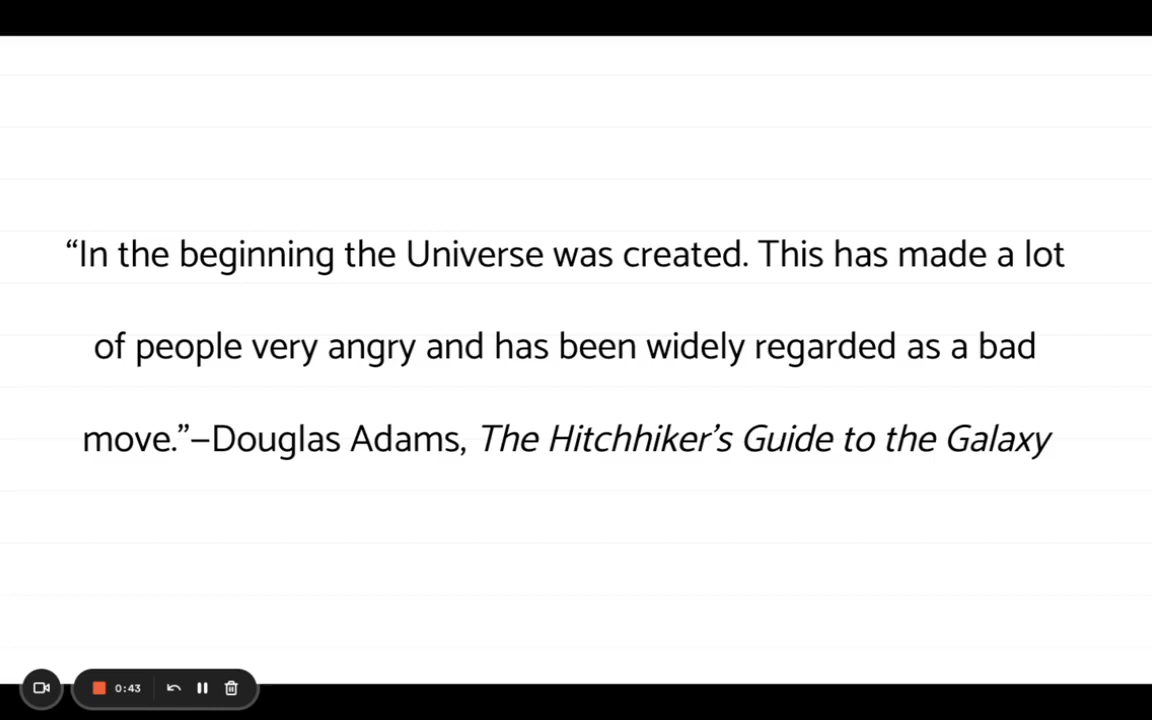 “In the beginning the Universe was created. This has made a lot
of people very angry and has been widely regarded as a bad
move.”—Douglas Adams, The Hitchhiker’s Guide to the Galaxy
0:43